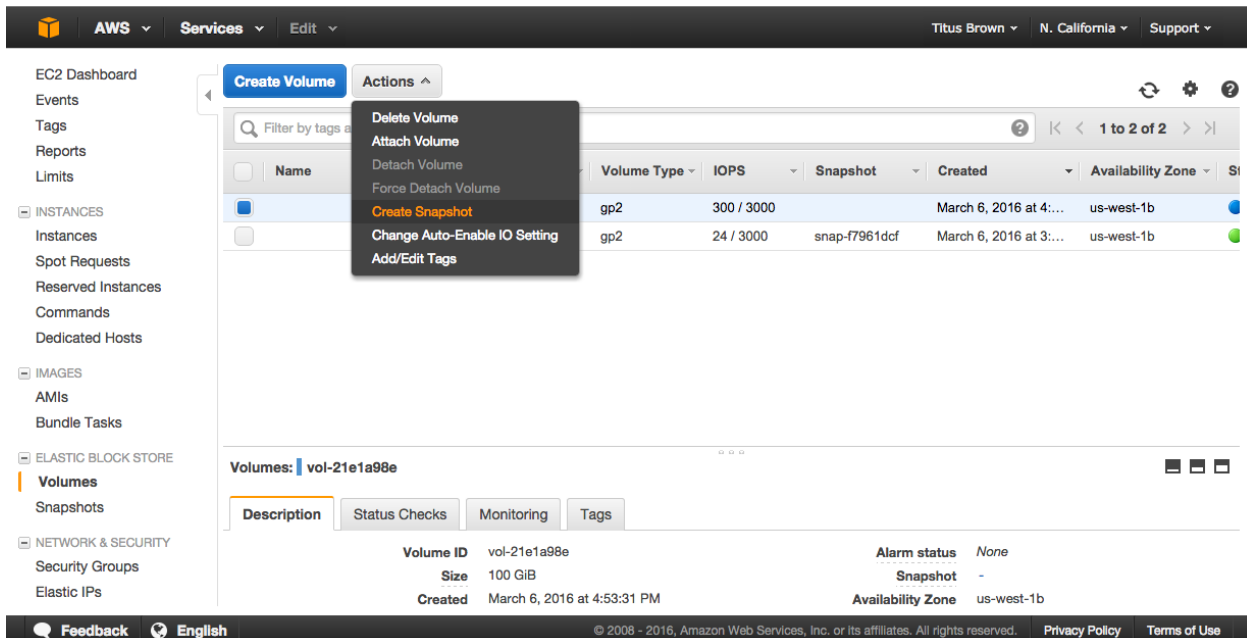 AWS Services Edit Titus Brown N. California Support
EC2 Dashboard
Events
Tags
Reports
Limits
INSTANCES
Instances
Spot Requests
Reserved Instances
Commands
Dedicated Hosts
IMAGES
AMIs
Bundle Tasks
ELASTIC BLOCK STORE
Volumes
Snapshots
NETWORK & SECURITY
Security Groups
Elastic IPs
Create Volume Actions
Delete Volume
Attach Volume
Detach Volume
Force Detach Volume
Create Snapshot
Change Auto-Enable IO Setting
Add/Edit Tags
Filter by tags a 1 to 2 of 2
Name Volume Type IOPS Snapshot Created Availability Zone St
gp2 300 / 3000 March 6, 2016 at 4:... us-west-1b
gp2 24 / 3000 snap-f7961dcf March 6, 2016 at 3:... us-west-1b
Volumes: vol-21e1a98e
Description Status Checks Monitoring Tags
Volume ID vol-21e1a98e Alarm status None
Size 100 GiB Snapshot -
Created March 6, 2016 at 4:53:31 PM Availability Zone us-west-1b
Feedback English © 2008 - 2016, Amazon Web Services, Inc. or its affiliates. All rights reserved. Privacy Policy Terms of Use